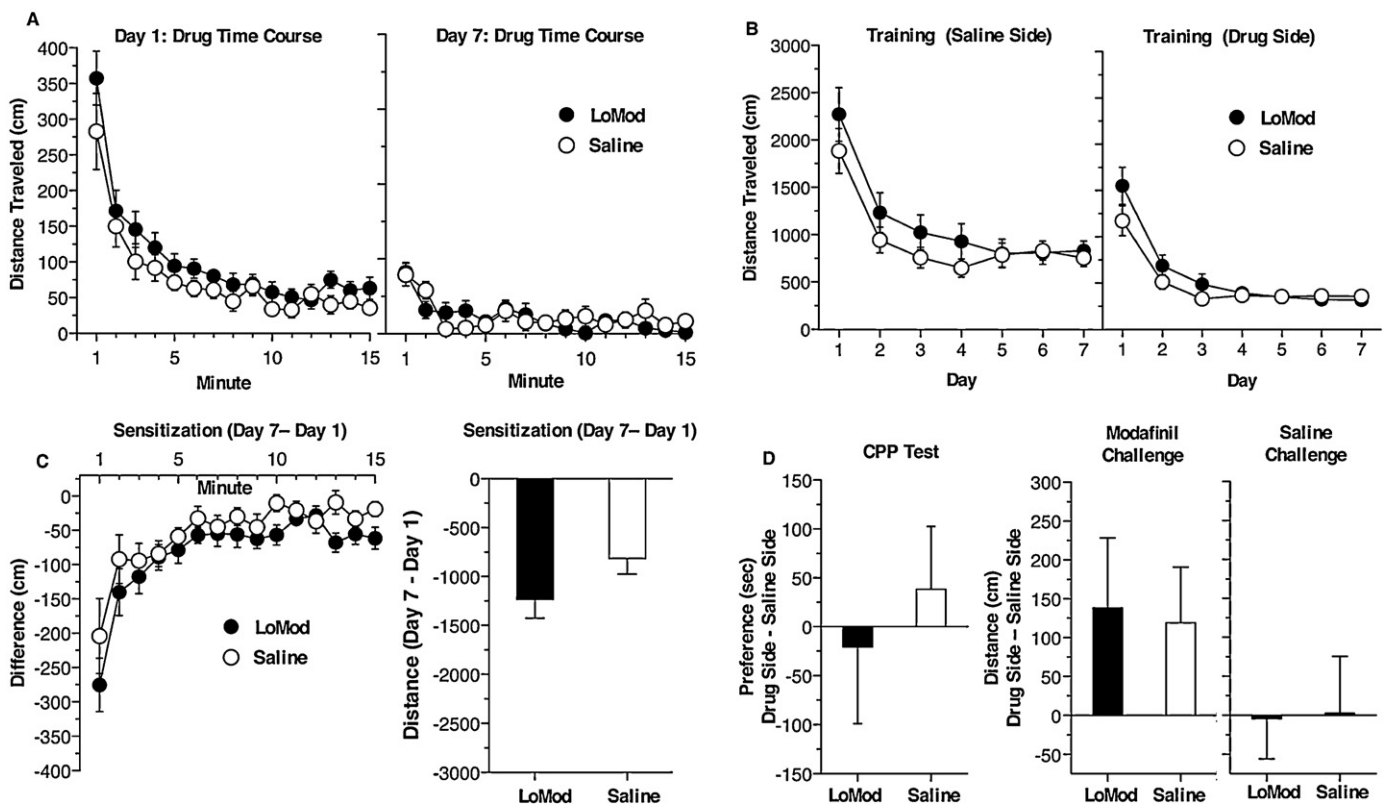 A
Day 1: Drug Time Course
Day 7: Drug Time Course
400
350
300
250
200
150
100
50
0
Distance Traveled (cm)
LoMod
Saline
1 5 10 15
Minute
1 5 10 15
Minute
B
Training (Saline Side)
Training (Drug Side)
3000
2500
2000
1500
1000
500
0
Distance Traveled (cm)
LoMod
Saline
1 2 3 4 5 6 7
Day
1 2 3 4 5 6 7
Day
C
Sensitization (Day 7– Day 1)
1 5 10 15
Minute
0
-50
-100
-150
-200
-250
-300
-350
-400
Difference (cm)
LoMod
Saline
Sensitization (Day 7– Day 1)
0
-500
-1000
-1500
-2000
-2500
-3000
Distance (Day 7 - Day 1)
LoMod Saline
D
CPP Test
150
100
50
0
-50
-100
-150
Preference (sec)
Drug Side - Saline Side
LoMod Saline
Modafinil
Challenge
Saline
Challenge
300
250
200
150
100
50
0
-50
Distance (cm)
Drug Side – Saline Side
LoMod Saline
LoMod Saline